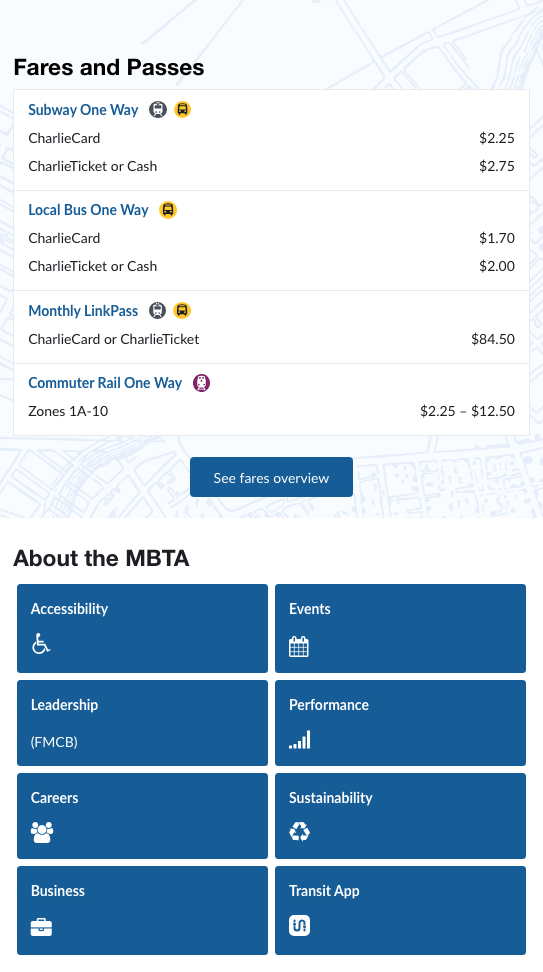 Fares and Passes
Subway One Way
CharlieCard $2.25
CharlieTicket or Cash $2.75
Local Bus One Way
CharlieCard $1.70
CharlieTicket or Cash $2.00
Monthly LinkPass
CharlieCard or CharlieTicket $84.50
Commuter Rail One Way
Zones 1A-10 $2.25 – $12.50
See fares overview
About the MBTA
Accessibility
Events
Leadership
(FMCB)
Performance
Careers
Sustainability
Business
Transit App